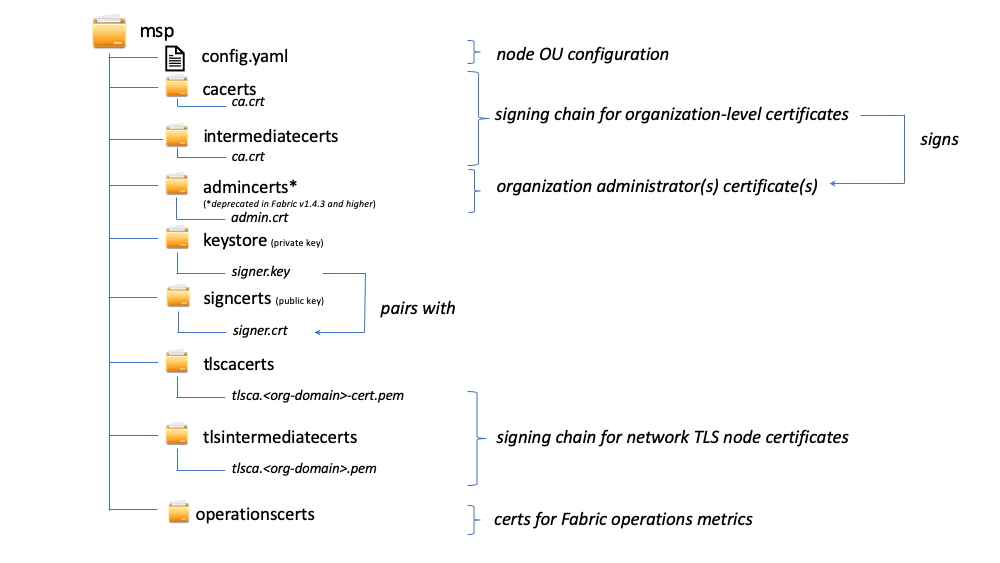 msp
config.yaml
node OU configuration
cacerts
ca.crt
signing chain for organization-level certificates
signs
intermediatecerts
ca.crt
admincerts*
(*deprecated in Fabric v1.4.3 and higher)
organization administrator(s) certificate(s)
admin.crt
keystore (private key)
signer.key
signcerts (public key)
pairs with
signer.crt
tlscacerts
tlsca.<org-domain>-cert.pem
tlsintermediatecerts
signing chain for network TLS node certificates
tlsca.<org-domain>.pem
operationscerts
certs for Fabric operations metrics